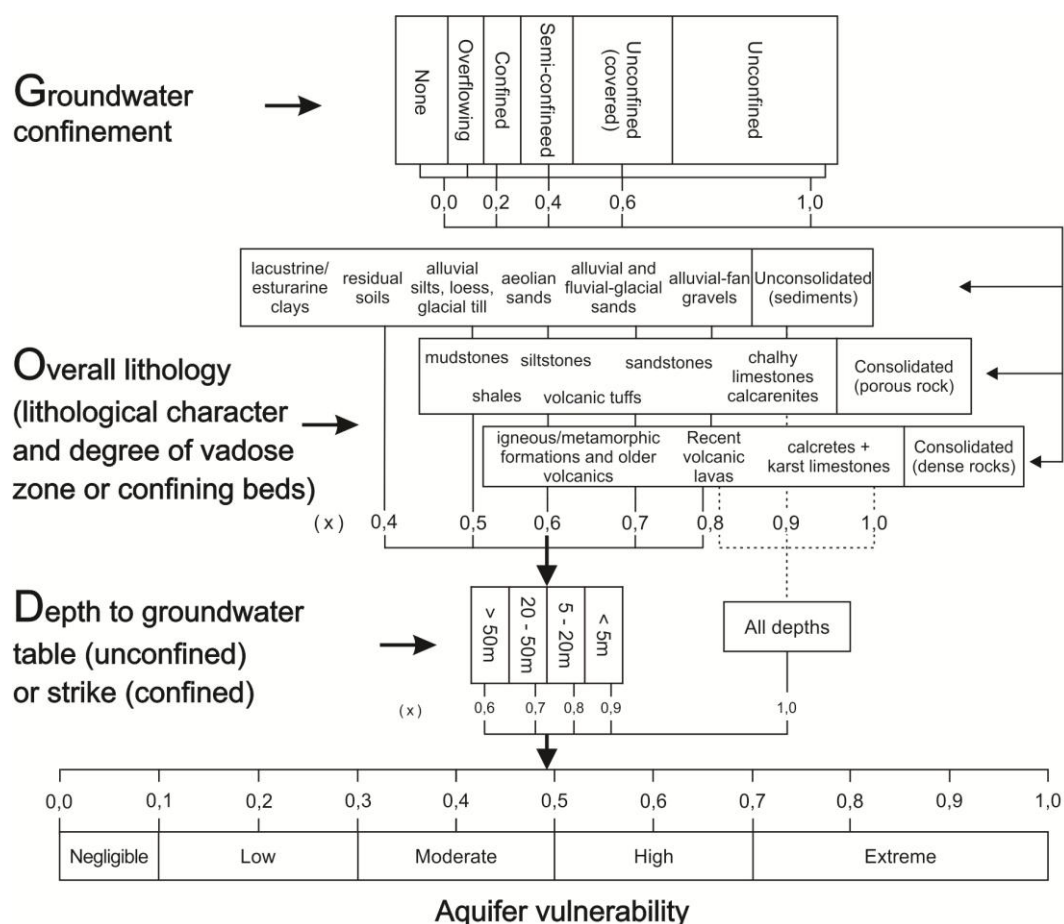 Groundwater
confinement
None
Overflowing
Confined
Semi-confineed
Unconfined
(covered)
Unconfined
0,0 0,2 0,4 0,6 1,0
lacustrine/
esturarine
clays
residual
soils
alluvial
silts, loess,
glacial till
aeolian
sands
alluvial and
fluvial-glacial
sands
alluvial-fan
gravels
Unconsolidated
(sediments)
Overall lithology
(lithological character
and degree of vadose
zone or confining beds)
mudstones
siltstones
sandstones
chalhy
limestones
calcarenites
shales
volcanic tuffs
Consolidated
(porous rock)
igneous/metamorphic
formations and older
volcanics
Recent
volcanic
lavas
calcretes +
karst limestones
Consolidated
(dense rocks)
(x) 0,4 0,5 0,6 0,7 0,8 0,9 1,0
Depth to groundwater
table (unconfined)
or strike (confined)
> 50m
20 - 50m
5 - 20m
< 5m
All depths
(x) 0,6 0,7 0,8 0,9 1,0
0,0 0,1 0,2 0,3 0,4 0,5 0,6 0,7 0,8 0,9 1,0
Negligible Low Moderate High Extreme
Aquifer vulnerability